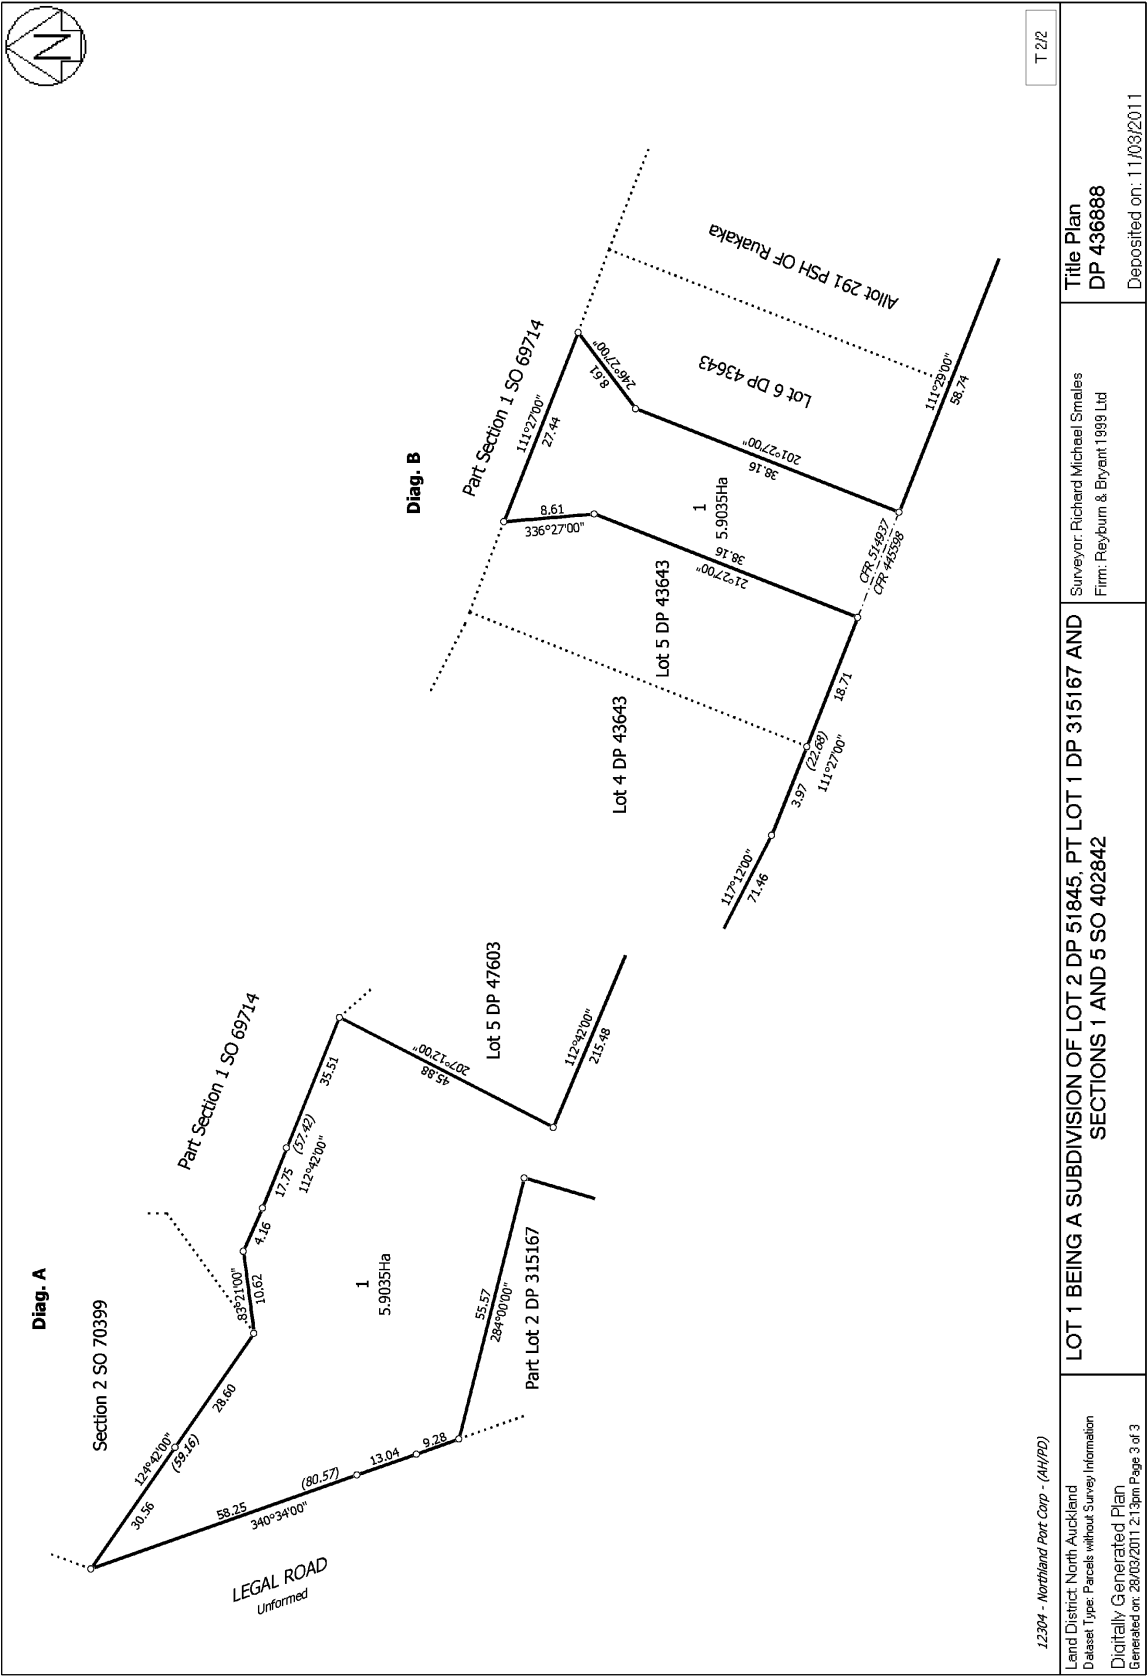 N
Diag. A
Section 2 SO 70399
Part Section 1 SO 69714
124°42'00"
30.56
(59.16)
28.60
83°21'00"
10.62
4.16
17.75
(57.42)
112°42'00"
35.51
207°12'00"
45.88
Lot 5 DP 47603
112°42'00"
215.48
1
5.9035Ha
55.57
284°00'00"
Part Lot 2 DP 315167
9.28
13.04
(80.57)
58.25
340°34'00"
LEGAL ROAD
Unformed
Diag. B
Part Section 1 SO 69714
111°27'00"
27.44
8.61
336°27'00"
246°27'00"
8.61
1
5.9035Ha
38.16
21°27'00"
201°27'00"
38.16
Lot 4 DP 43643
Lot 5 DP 43643
Lot 6 DP 43643
Allot 291 PSH OF Ruakaka
117°12'00"
71.46
3.97
(22.68)
111°27'00"
18.71
CFR 514937
CFR 445598
111°29'00"
58.74
12304 - Northland Port Corp - (AH/PD)
T 2/2
Land District: North Auckland
Dataset Type: Parcels without Survey Information
Digitally Generated Plan
Generated on: 28/03/2011 2:13pm Page 3 of 3
LOT 1 BEING A SUBDIVISION OF LOT 2 DP 51845, PT LOT 1 DP 315167 AND
SECTIONS 1 AND 5 SO 402842
Surveyor: Richard Michael Smales
Firm: Reyburn & Bryant 1999 Ltd
Title Plan
DP 436888
Deposited on: 11/03/2011